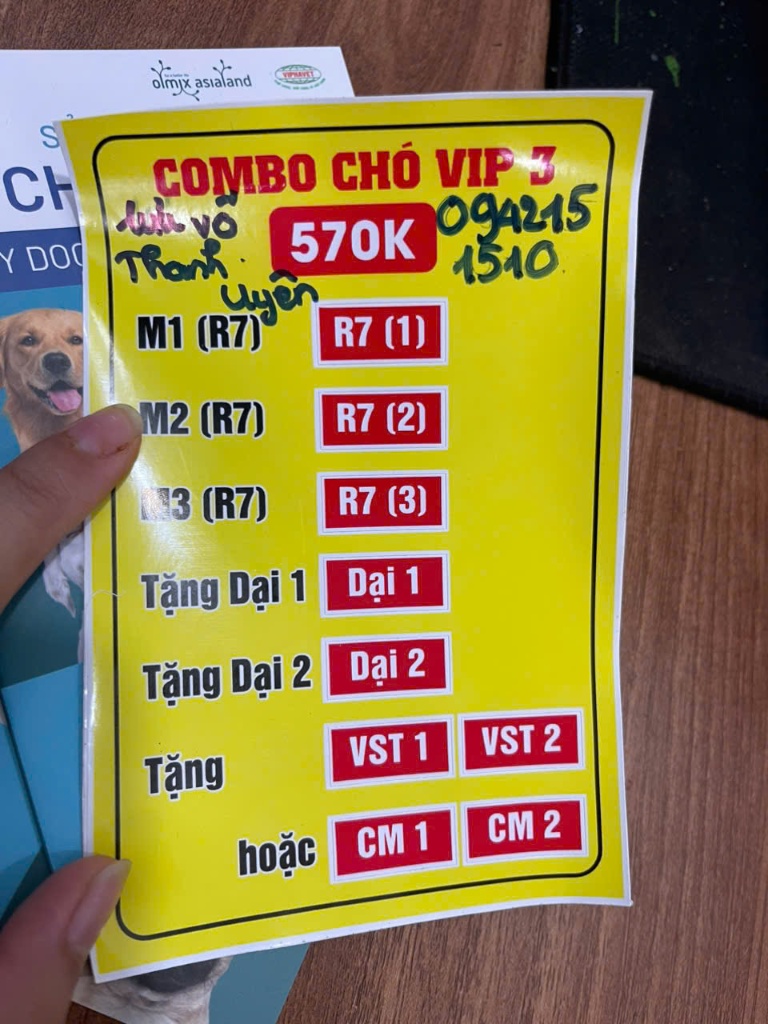 olmix asialand
VIPHAVET
CH
Y DOG
COMBO CHÓ VIP 3
Võ
Thanh
Uyên
570K
094215
1510
M1 (R7) R7 (1)
M2 (R7) R7 (2)
M3 (R7) R7 (3)
Tặng Dại 1 Dại 1
Tặng Dại 2 Dại 2
Tặng VST 1 VST 2
hoặc CM 1 CM 2